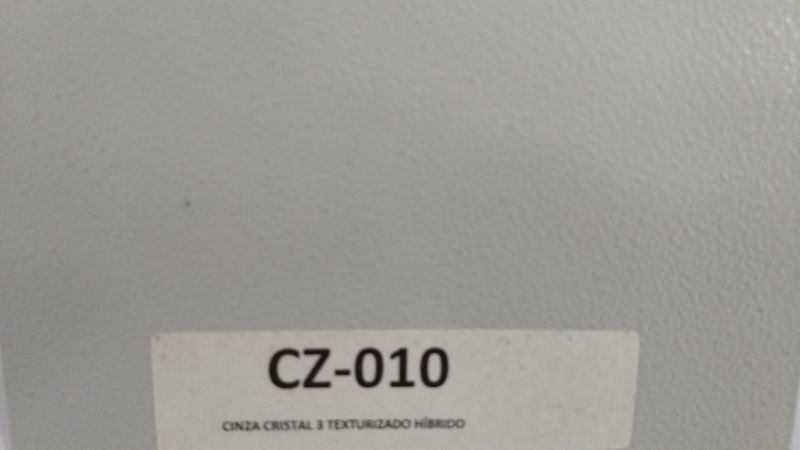 CZ-010
CINZA CRISTAL 3 TEXTURIZADO HÍBRIDO